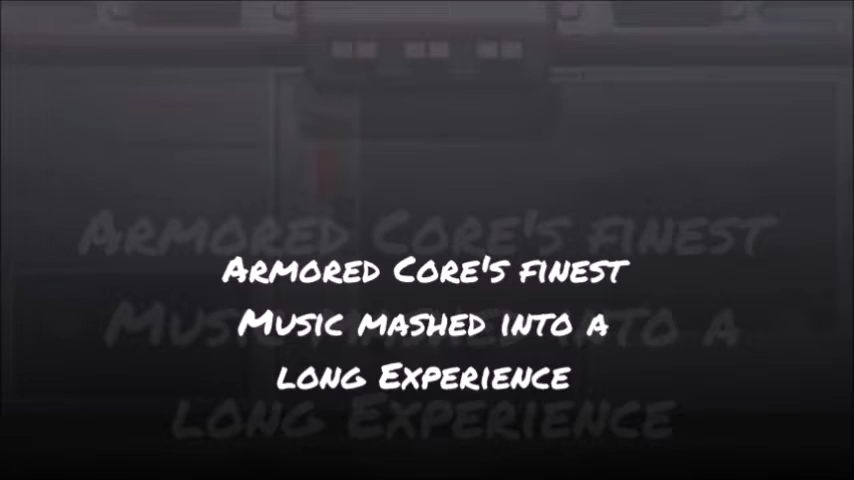 Armored Core's finest
Music mashed into a
long Experience